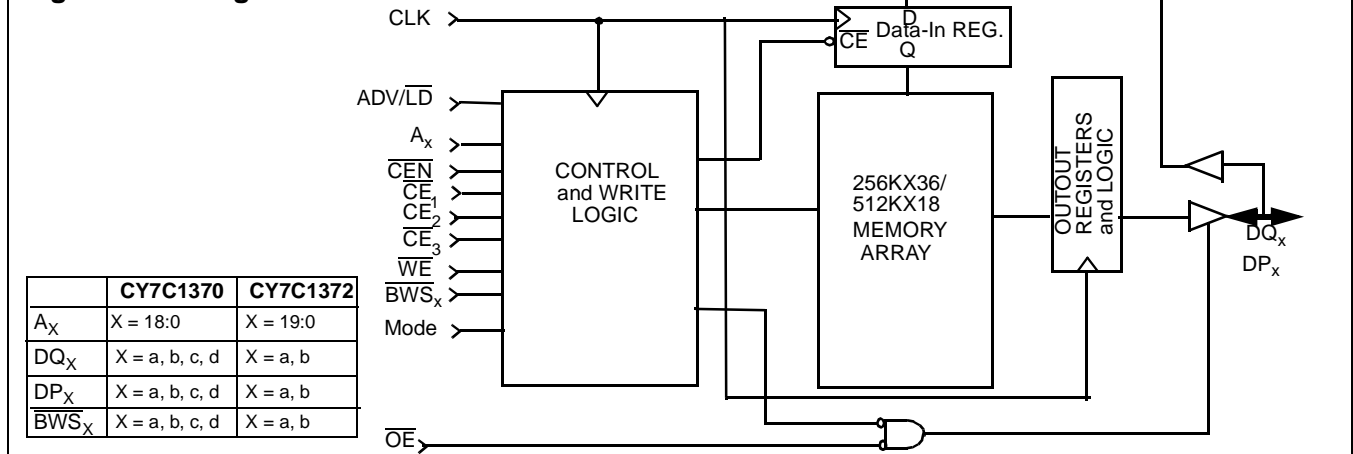 CLK
D
CE Data-In REG.
Q
ADV/LD
Ax
CEN
CE1
CE2
CE3
WE
BWSx
Mode
CONTROL
and WRITE
LOGIC
256KX36/
512KX18
MEMORY
ARRAY
OUTOUT
REGISTERS
and LOGIC
DQx
DPx
CY7C1370 CY7C1372
AX X = 18:0 X = 19:0
DQX X = a, b, c, d X = a, b
DPX X = a, b, c, d X = a, b
BWSX X = a, b, c, d X = a, b
OE